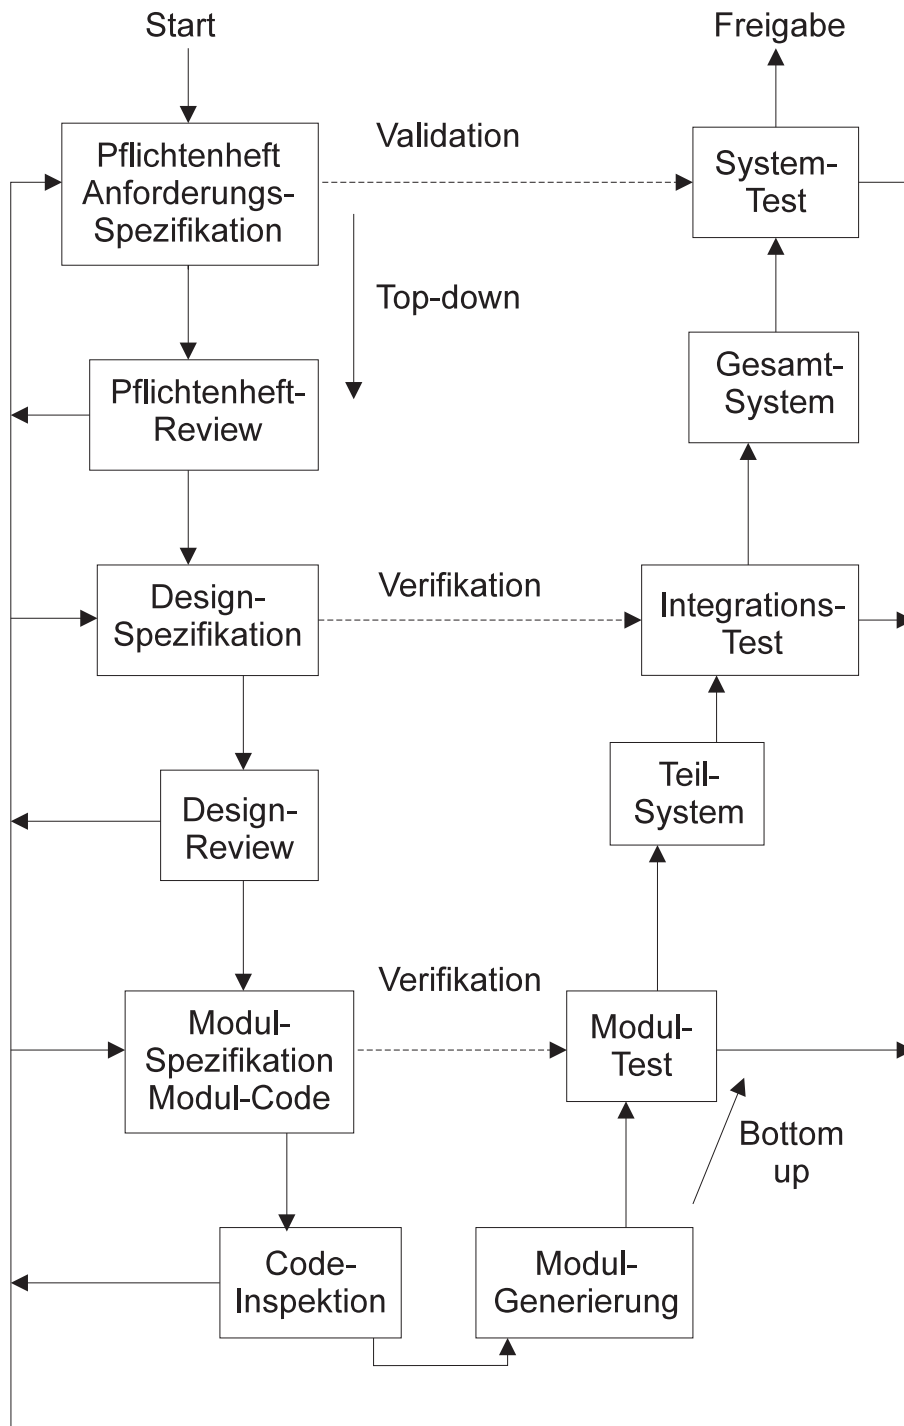 Start
Freigabe
Pflichtenheft
Anforderungs-
Spezifikation
Validation
System-
Test
Top-down
Pflichtenheft-
Review
Gesamt-
System
Design-
Spezifikation
Verifikation
Integrations-
Test
Design-
Review
Teil-
System
Modul-
Spezifikation
Modul-Code
Verifikation
Modul-
Test
Bottom
up
Code-
Inspektion
Modul-
Generierung